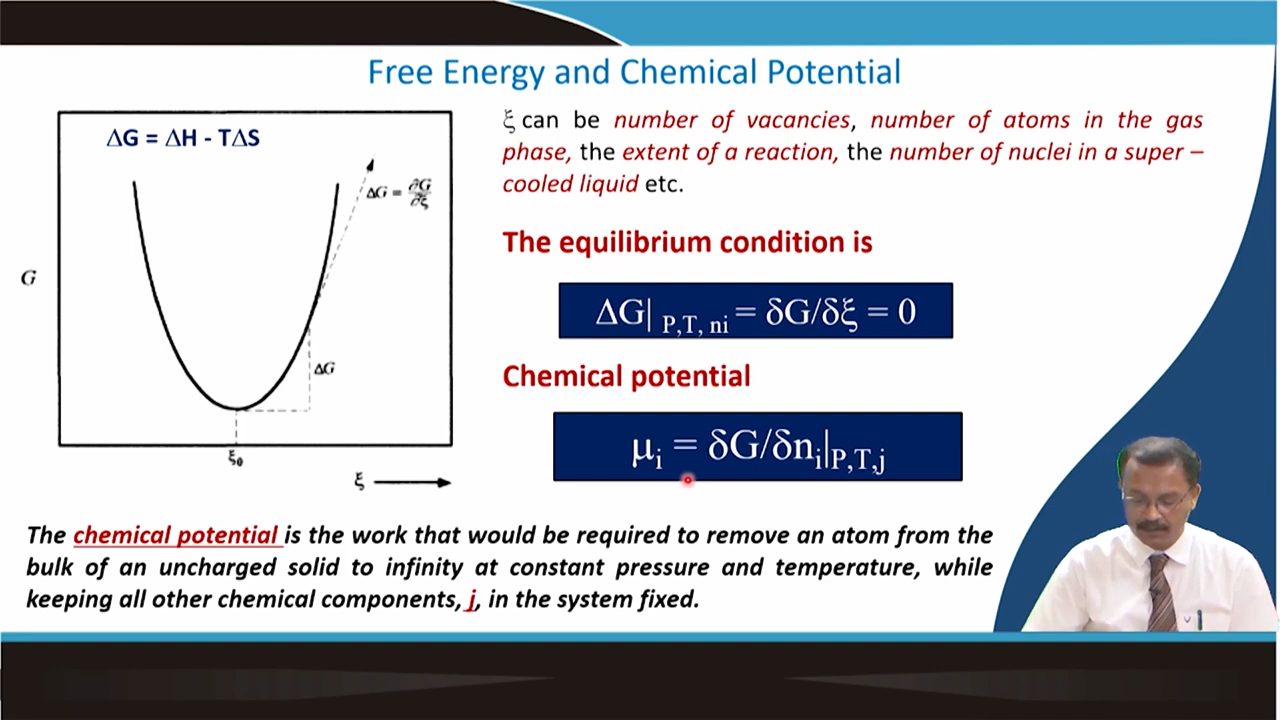 Free Energy and Chemical Potential
ΔG = ΔH - TΔS
ΔG = ∂G/∂ξ
G
ΔG
ξ₀
ξ
ξ can be number of vacancies, number of atoms in the gas
phase, the extent of a reaction, the number of nuclei in a super –
cooled liquid etc.
The equilibrium condition is
ΔG| P,T, ni = δG/δξ = 0
Chemical potential
μi = δG/δni|P,T,j
The chemical potential is the work that would be required to remove an atom from the
bulk of an uncharged solid to infinity at constant pressure and temperature, while
keeping all other chemical components, j, in the system fixed.